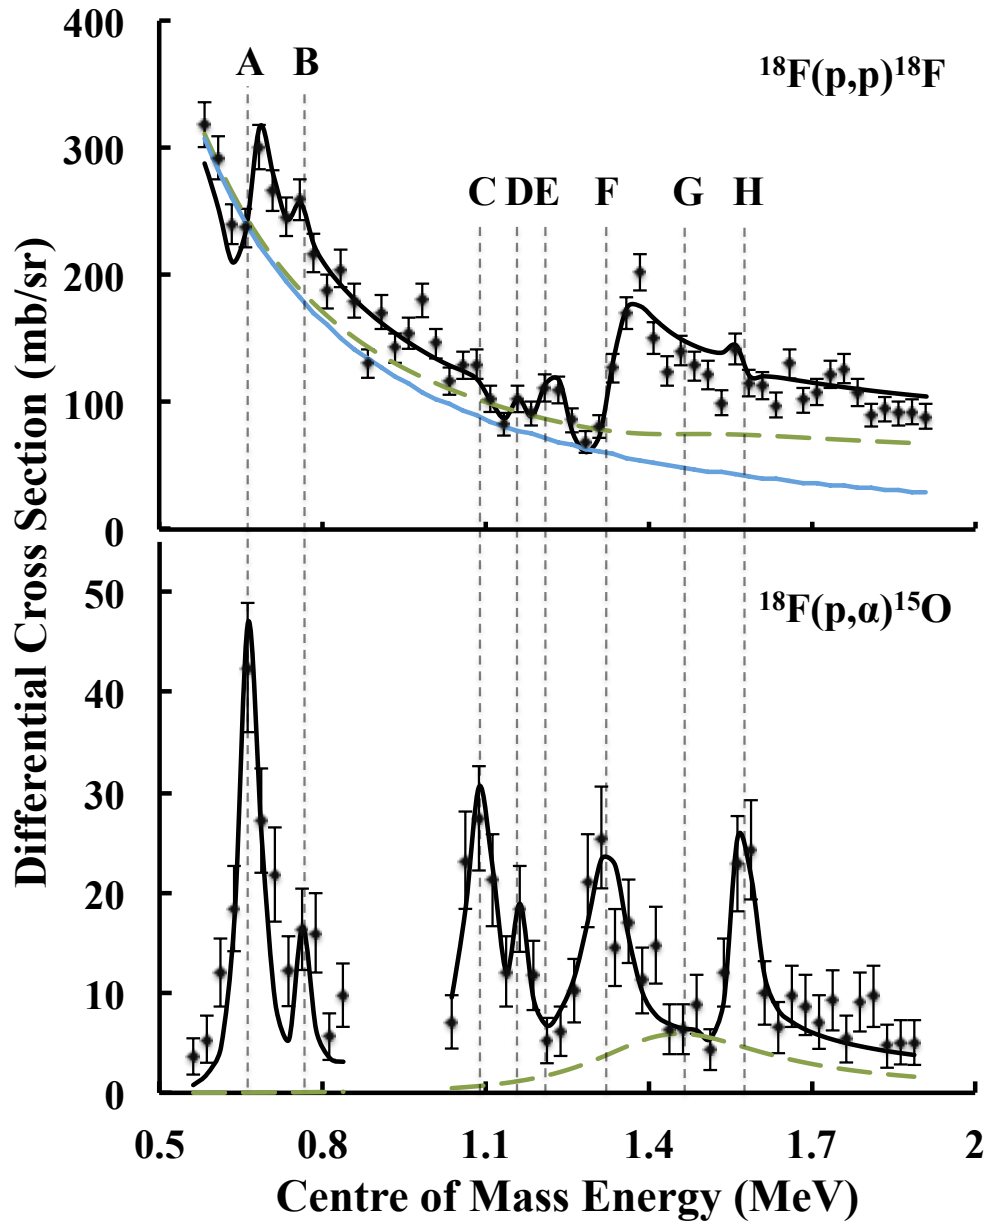 Differential Cross Section (mb/sr)
400
300
200
100
0
A B
C D E F G H
¹⁸F(p,p)¹⁸F
50
40
30
20
10
0
¹⁸F(p,α)¹⁵O
0.5 0.8 1.1 1.4 1.7 2
Centre of Mass Energy (MeV)